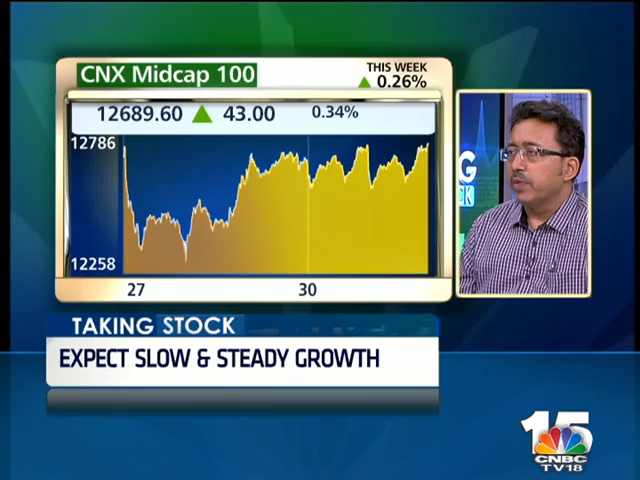 CNX Midcap 100
THIS WEEK
▲ 0.26%
12689.60 ▲ 43.00 0.34%
12786
12258
27 30
TAKING STOCK
EXPECT SLOW & STEADY GROWTH
15
CNBC
TV18